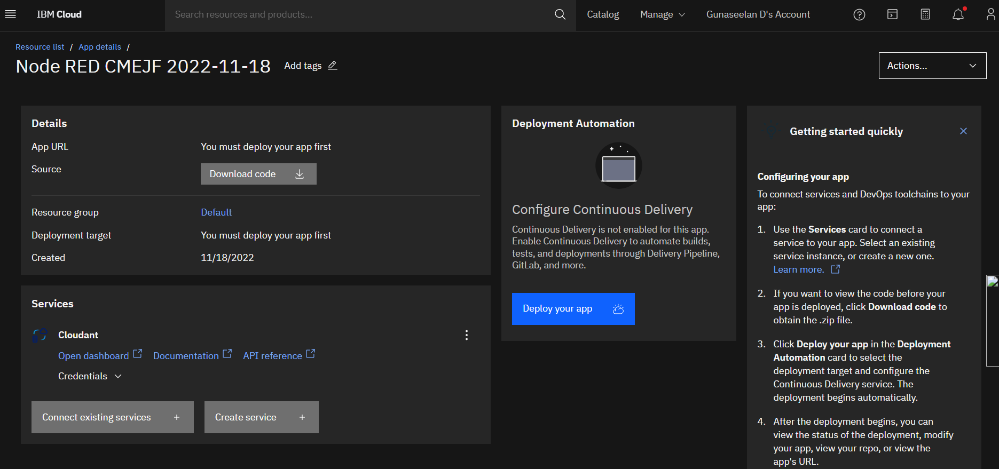 IBM Cloud
Search resources and products...
Catalog
Manage
Gunaseelan D's Account
Resource list / App details /
Node RED CMEJF 2022-11-18
Add tags
Actions...
Details
App URL
You must deploy your app first
Source
Download code
Resource group
Default
Deployment target
You must deploy your app first
Created
11/18/2022
Services
Cloudant
Open dashboard
Documentation
API reference
Credentials
Connect existing services +
Create service +
Deployment Automation
Configure Continuous Delivery
Continuous Delivery is not enabled for this app.
Enable Continuous Delivery to automate builds,
tests, and deployments through Delivery Pipeline,
GitLab, and more.
Deploy your app
Getting started quickly
Configuring your app
To connect services and DevOps toolchains to your
app:
1. Use the Services card to connect a
service to your app. Select an existing
service instance, or create a new one.
Learn more.
2. If you want to view the code before your
app is deployed, click Download code to
obtain the .zip file.
3. Click Deploy your app in the Deployment
Automation card to select the
deployment target and configure the
Continuous Delivery service. The
deployment begins automatically.
4. After the deployment begins, you can
view the status of the deployment, modify
your app, view your repo, or view the
app's URL.